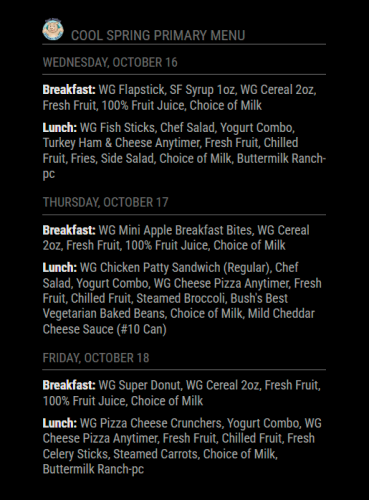 COOL SPRING PRIMARY MENU
WEDNESDAY, OCTOBER 16
Breakfast: WG Flapstick, SF Syrup 1oz, WG Cereal 2oz,
Fresh Fruit, 100% Fruit Juice, Choice of Milk
Lunch: WG Fish Sticks, Chef Salad, Yogurt Combo,
Turkey Ham & Cheese Anytimer, Fresh Fruit, Chilled
Fruit, Fries, Side Salad, Choice of Milk, Buttermilk Ranch-
pc
THURSDAY, OCTOBER 17
Breakfast: WG Mini Apple Breakfast Bites, WG Cereal
2oz, Fresh Fruit, 100% Fruit Juice, Choice of Milk
Lunch: WG Chicken Patty Sandwich (Regular), Chef
Salad, Yogurt Combo, WG Cheese Pizza Anytimer, Fresh
Fruit, Chilled Fruit, Steamed Broccoli, Bush's Best
Vegetarian Baked Beans, Choice of Milk, Mild Cheddar
Cheese Sauce (#10 Can)
FRIDAY, OCTOBER 18
Breakfast: WG Super Donut, WG Cereal 2oz, Fresh Fruit,
100% Fruit Juice, Choice of Milk
Lunch: WG Pizza Cheese Crunchers, Yogurt Combo, WG
Cheese Pizza Anytimer, Fresh Fruit, Chilled Fruit, Fresh
Celery Sticks, Steamed Carrots, Choice of Milk,
Buttermilk Ranch-pc